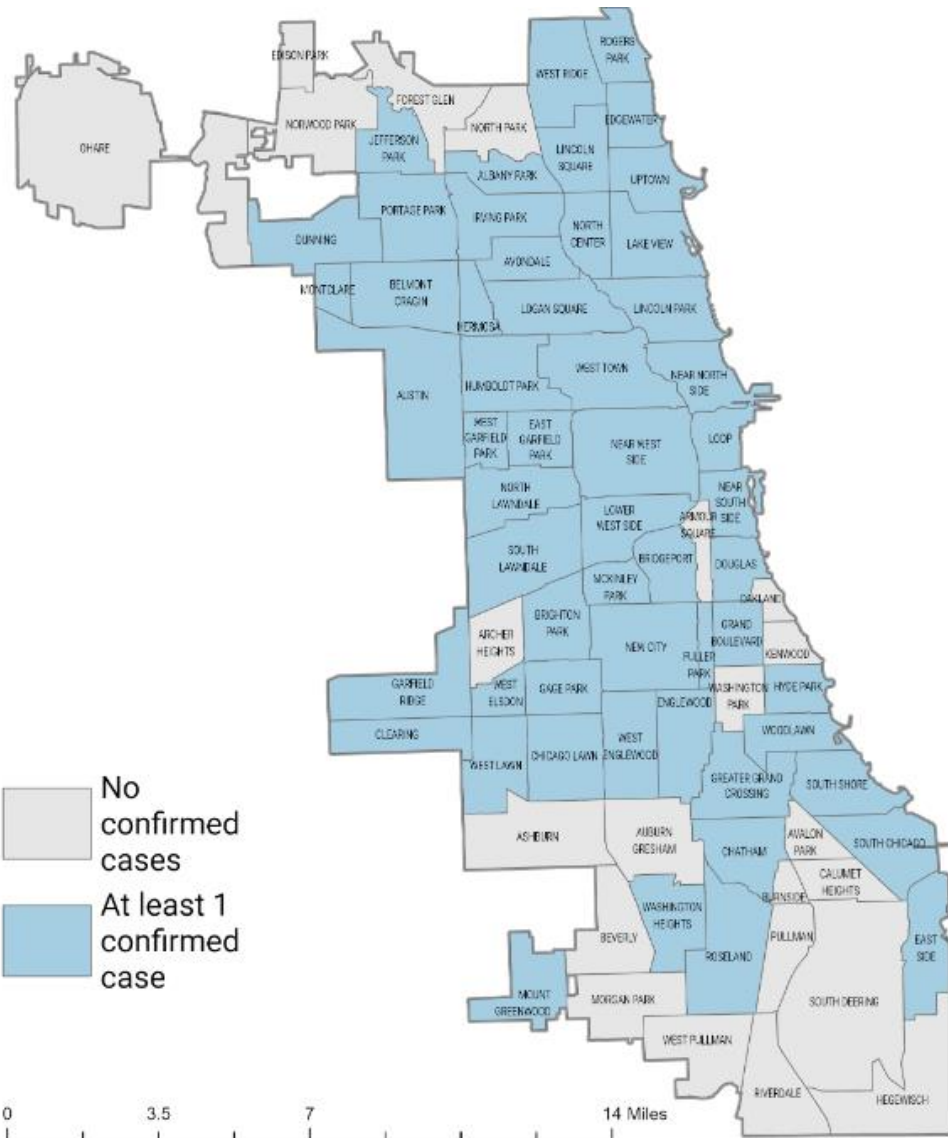 EDISON PARK
ROGERS
PARK
WEST RIDGE
FOREST GLEN
NORWOOD PARK
NORTH PARK
EDGEWATER
OHARE
JEFFERSON
PARK
LINCOLN
SQUARE
ALBANY PARK
UPTOWN
PORTAGE PARK
IRVING PARK
NORTH
CENTER
DUNNING
LAKE VIEW
AVONDALE
MONTCLARE
BELMONT
CRAGIN
LOGAN SQUARE
LINCOLN PARK
HERMOSA
WEST TOWN
NEAR NORTH
SIDE
AUSTIN
HUMBOLDT PARK
WEST
GARFIELD
PARK
EAST
GARFIELD
PARK
NEAR WEST
SIDE
LOOP
NORTH
LAWNDALE
NEAR
SOUTH
SIDE
LOWER
WEST SIDE
ARMOUR
SQUARE
SOUTH
LAWNDALE
BRIDGEPORT
DOUGLAS
MCKINLEY
PARK
OAKLAND
BRIGHTON
PARK
GRAND
BOULEVARD
ARCHER
HEIGHTS
NEW CITY
FULLER
PARK
KENWOOD
GARFIELD
RIDGE
WEST
ELSDON
GAGE PARK
WASHINGTON
PARK
HYDE PARK
ENGLEWOOD
CLEARING
WOODLAWN
WEST
ENGLEWOOD
CHICAGO LAWN
WEST LAWN
GREATER GRAND
CROSSING
SOUTH SHORE
No
confirmed
cases
ASHBURN
AUBURN
GRESHAM
AVALON
PARK
CHATHAM
SOUTH CHICAGO
CALUMET
HEIGHTS
BURNSIDE
At least 1
confirmed
case
WASHINGTON
HEIGHTS
BEVERLY
PULLMAN
EAST
SIDE
ROSELAND
MOUNT
GREENWOOD
MORGAN PARK
SOUTH DEERING
WEST PULLMAN
RIVERDALE
HEGEWISCH
0 3.5 7 14 Miles